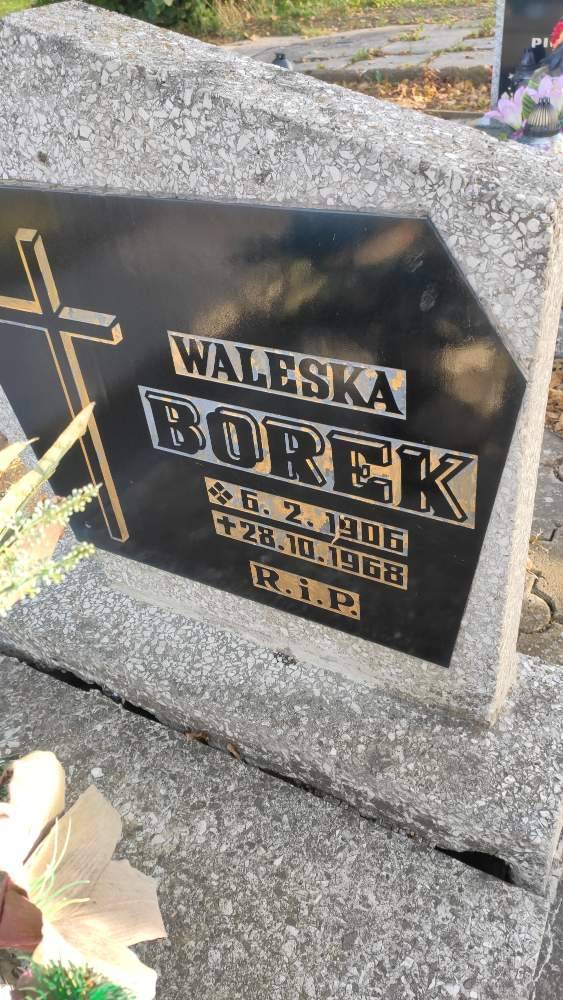 WALESKA
BOREK
❖ 6. 2. 1906
+ 28. 10. 1968
R.i.P.